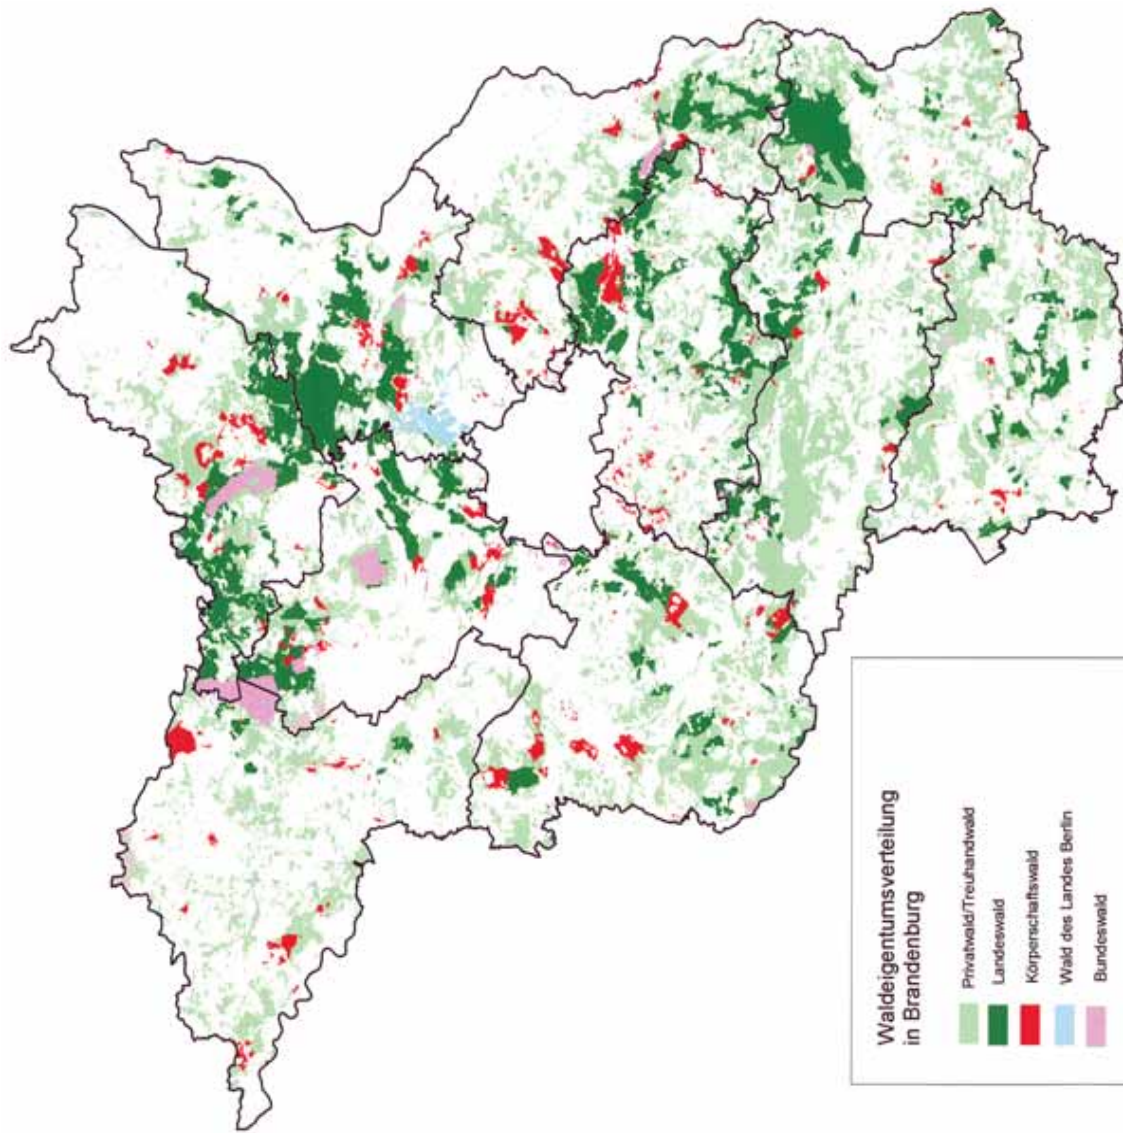 Waldeigentumsverteilung
in Brandenburg
Privatwald/Treuhandwald
Landeswald
Körperschaftswald
Wald des Landes Berlin
Bundeswald